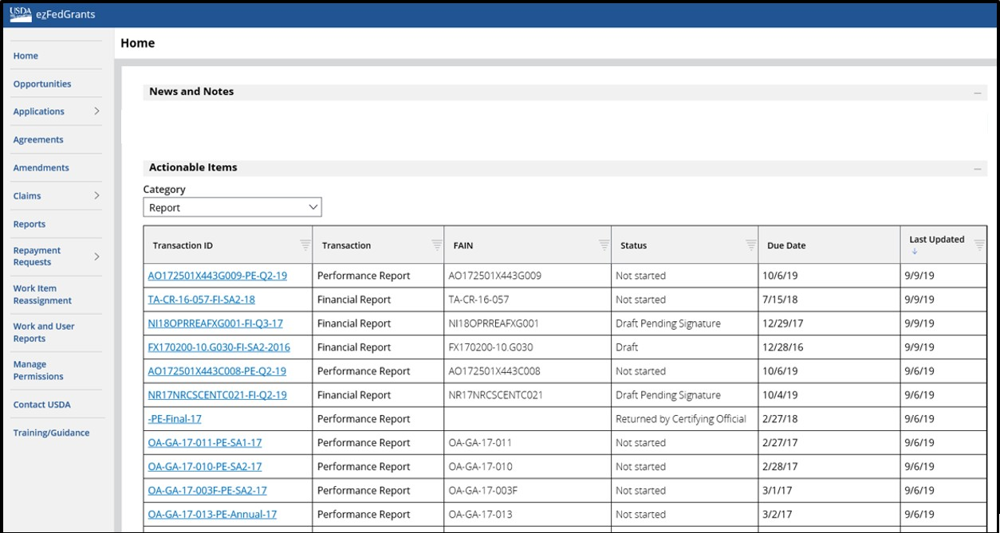 USDA ezFedGrants
Home
Home
Opportunities
Applications
Agreements
Amendments
Claims
Reports
Repayment
Requests
Work Item
Reassignment
Work and User
Reports
Manage
Permissions
Contact USDA
Training/Guidance
News and Notes
Actionable Items
Category
Report
Transaction ID Transaction FAIN Status Due Date Last Updated
AO172501X443G009-PE-Q2-19 Performance Report AO172501X443G009 Not started 10/6/19 9/9/19
TA-CR-16-057-FI-SA2-18 Financial Report TA-CR-16-057 Not started 7/15/18 9/9/19
NI18OPRREAFXG001-FI-Q3-17 Financial Report NI18OPRREAFXG001 Draft Pending Signature 12/29/17 9/9/19
FX170200-10.G030-FI-SA2-2016 Financial Report FX170200-10.G030 Draft 12/28/16 9/9/19
AO172501X443C008-PE-Q2-19 Performance Report AO172501X443C008 Not started 10/6/19 9/6/19
NR17NRCSCENTC021-FI-Q2-19 Financial Report NR17NRCSCENTC021 Draft Pending Signature 10/4/19 9/6/19
-PE-Final-17 Performance Report Returned by Certifying Official 2/27/18 9/6/19
OA-GA-17-011-PE-SA1-17 Performance Report OA-GA-17-011 Not started 2/27/17 9/6/19
OA-GA-17-010-PE-SA2-17 Performance Report OA-GA-17-010 Not started 2/28/17 9/6/19
OA-GA-17-003F-PE-SA2-17 Performance Report OA-GA-17-003F Not started 3/1/17 9/6/19
OA-GA-17-013-PE-Annual-17 Performance Report OA-GA-17-013 Not started 3/2/17 9/6/19